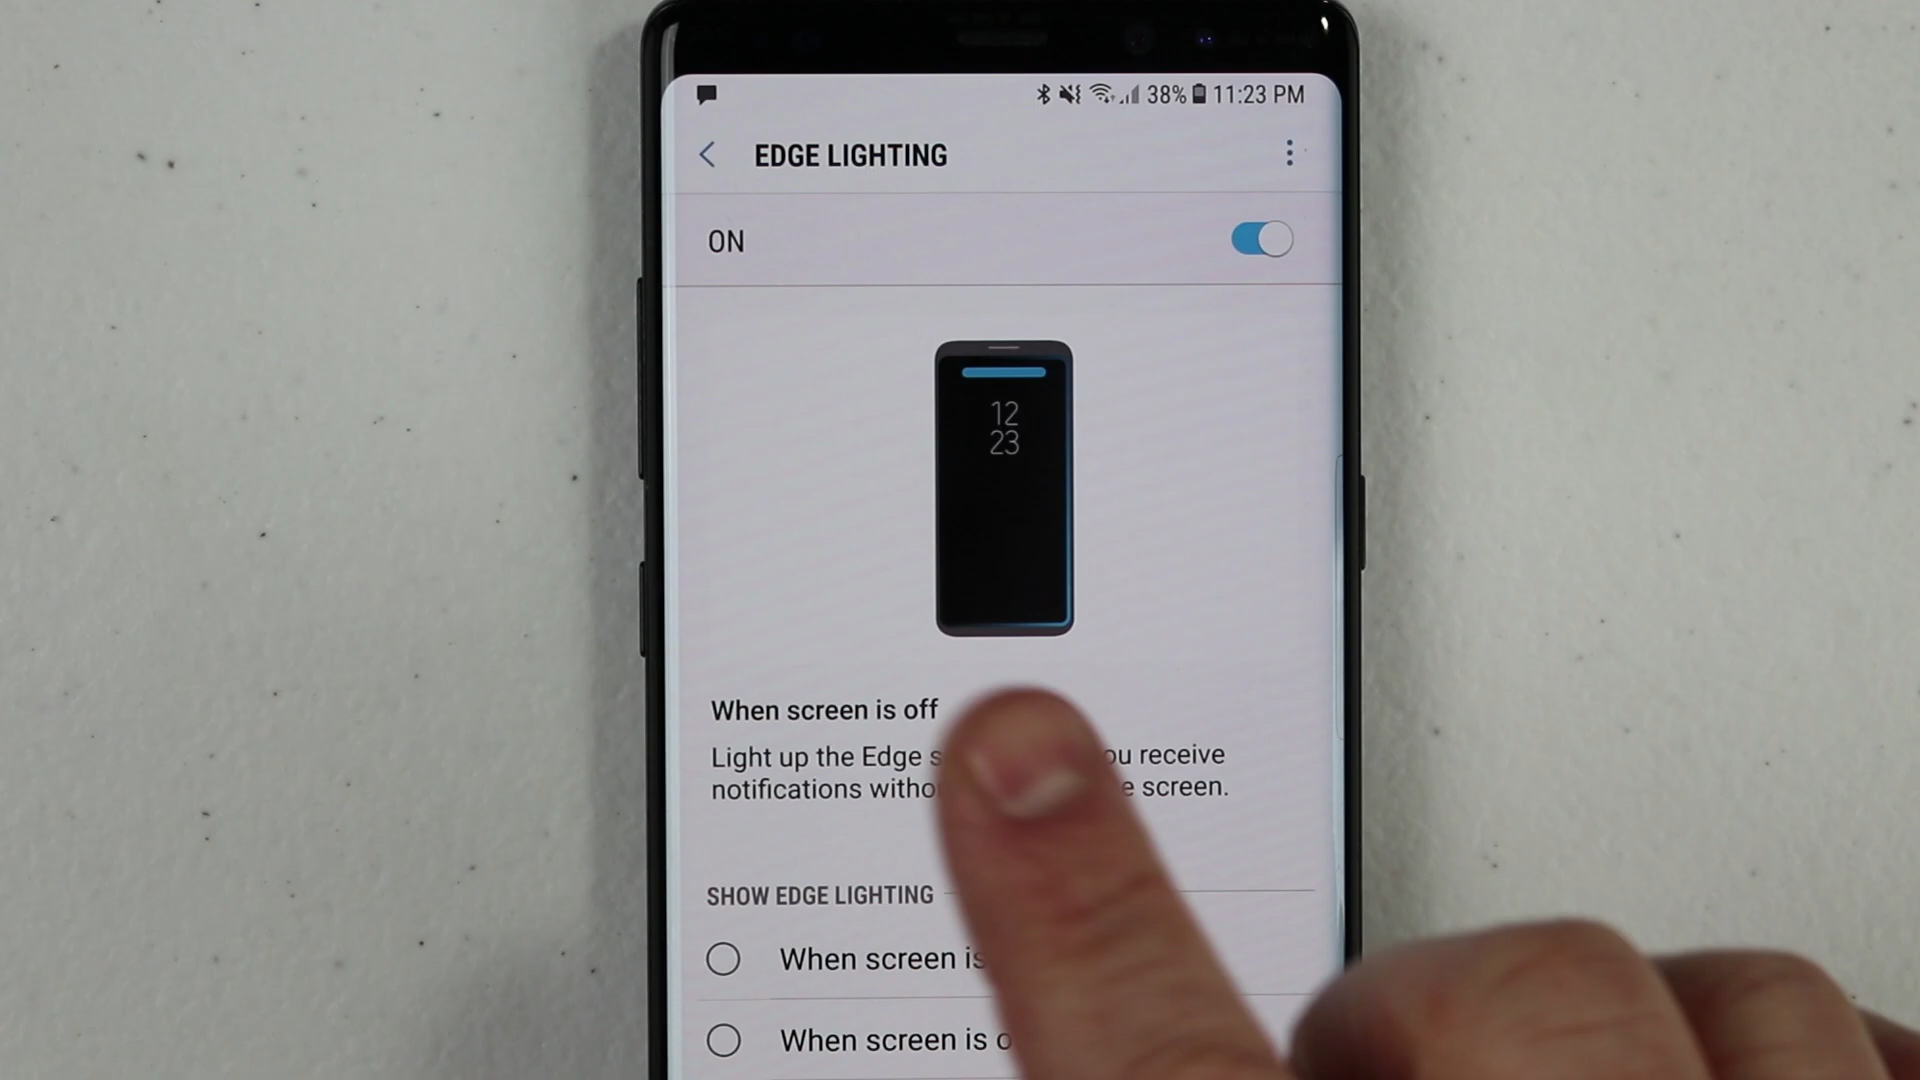 38% 11:23 PM
EDGE LIGHTING
ON
12
23
When screen is off
Light up the Edge ou receive
notifications e screen.
SHOW EDGE LIGHTING
When screen is
When screen is